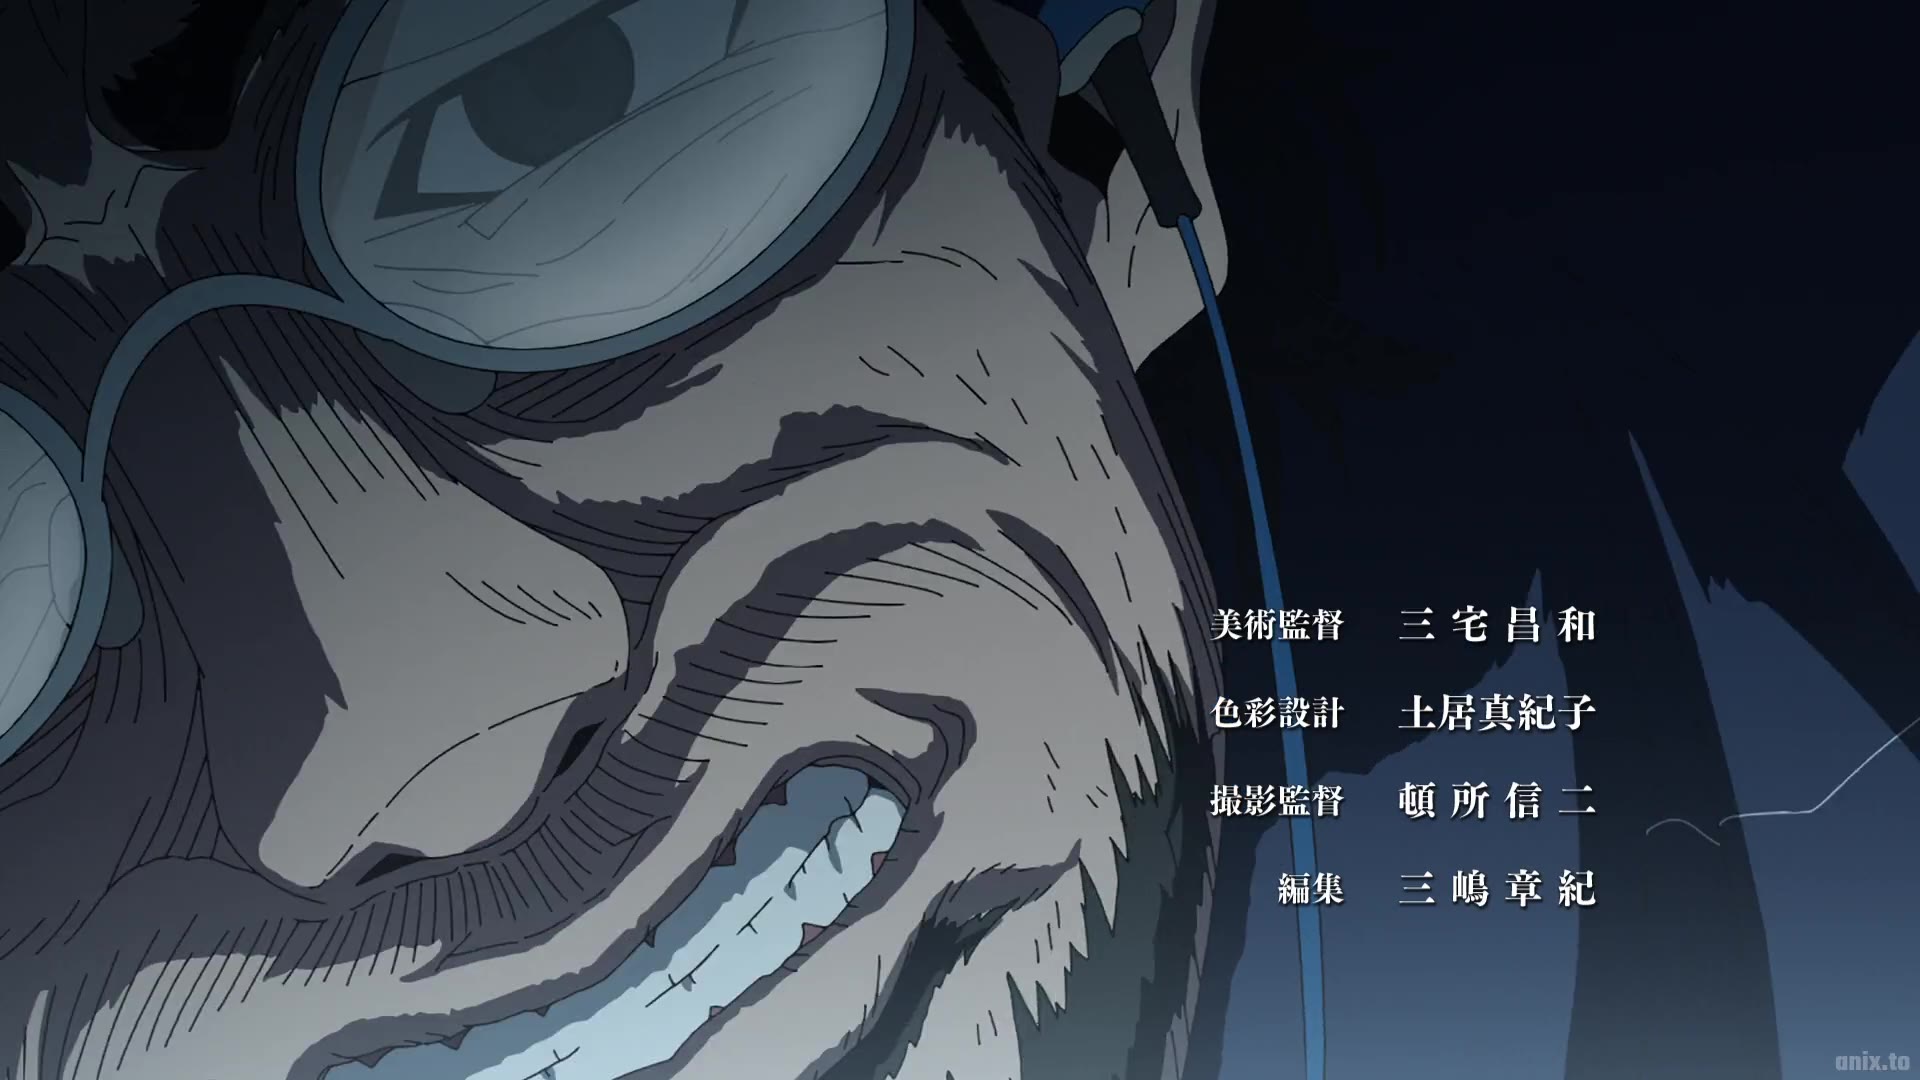 美術監督 三宅昌和
色彩設計 土居真紀子
撮影監督 頓所信二
編集 三嶋章紀
anix.to